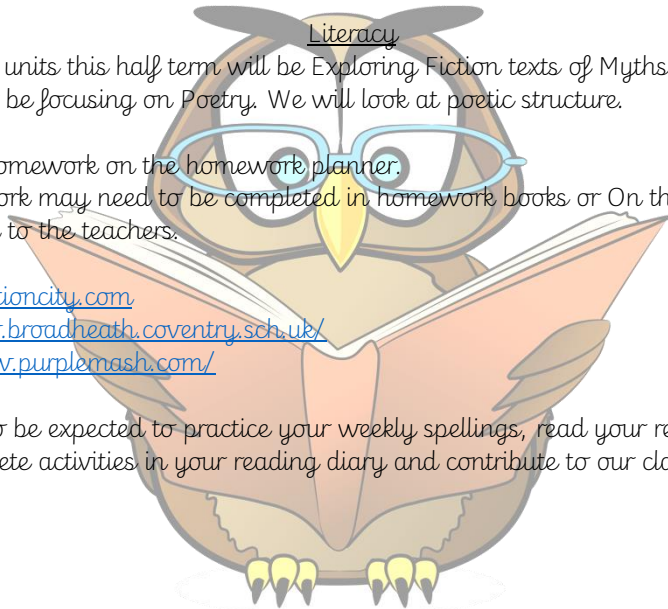 Literacy
units this half term will be Exploring Fiction texts of Myths
be focusing on Poetry. We will look at poetic structure.
omework on the homework planner.
ork may need to be completed in homework books or On th
to the teachers.
tioncity.com
.broadheath.coventry.sch.uk/
w.purplemash.com/
o be expected to practice your weekly spellings, read your re
ete activities in your reading diary and contribute to our cla